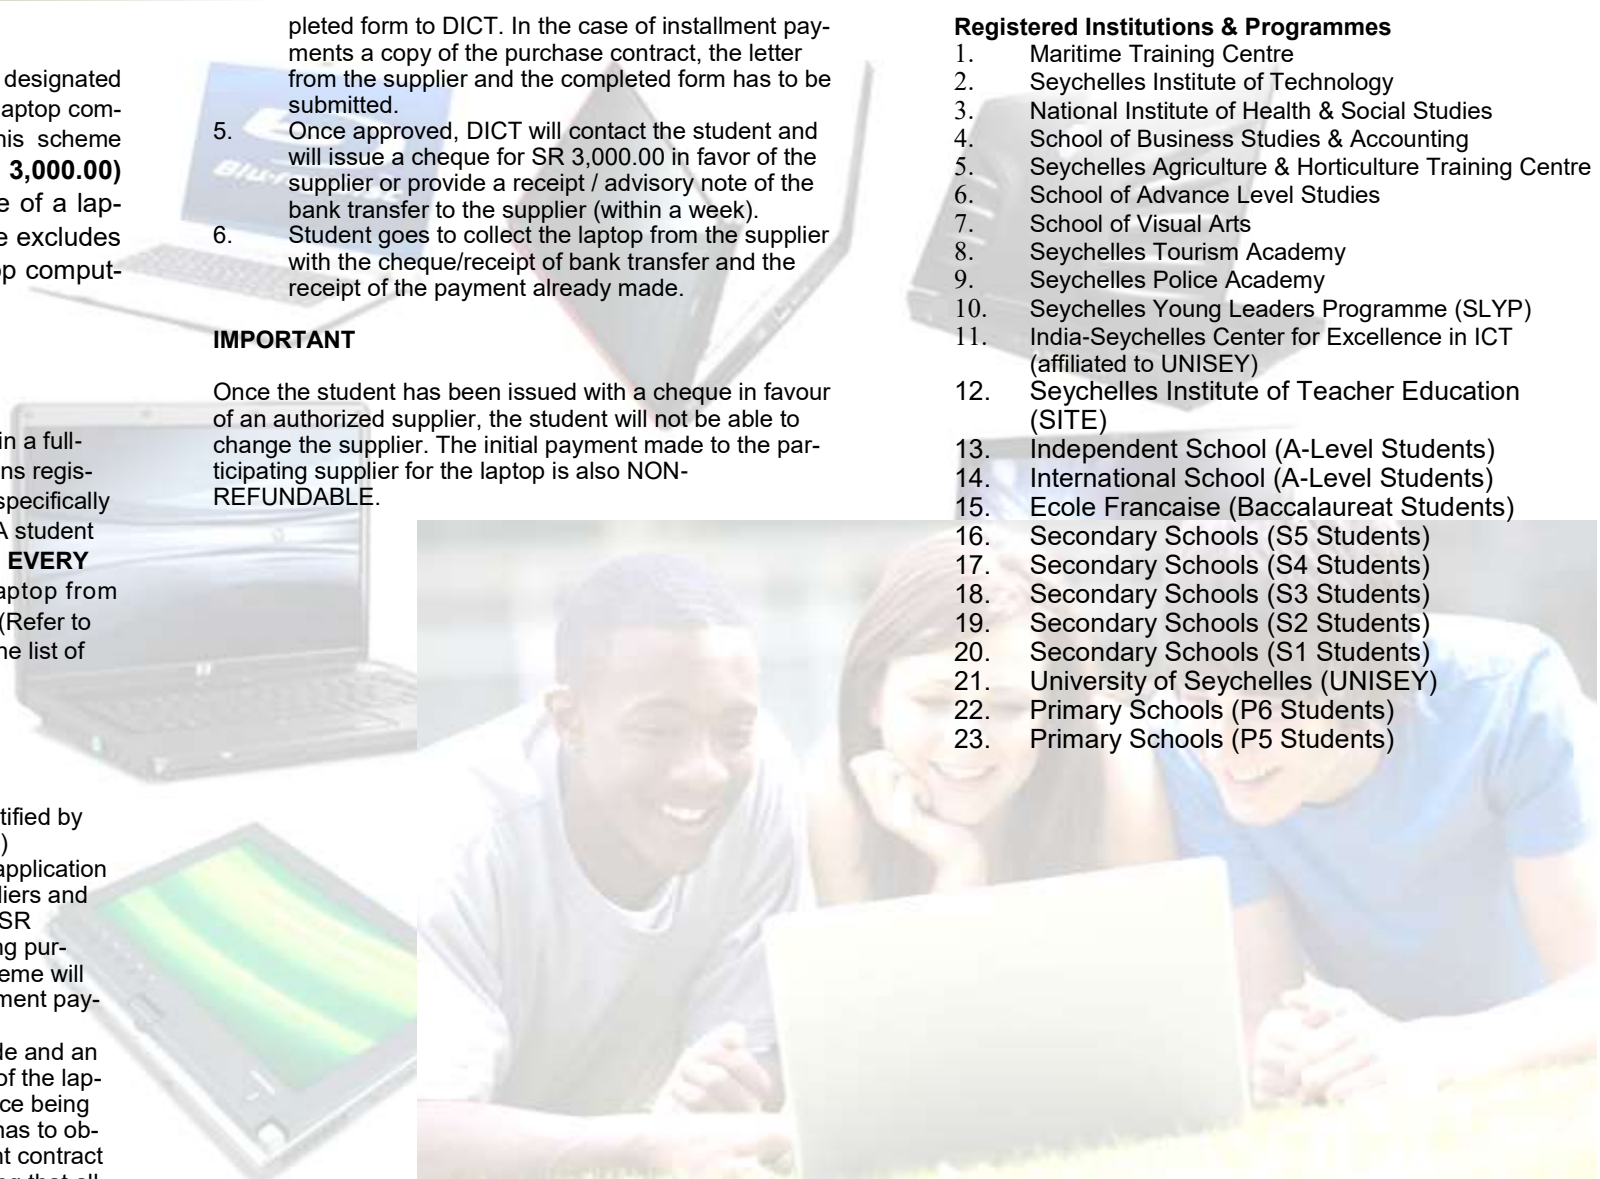 designated
aptop com-
his scheme
3,000.00)
e of a lap-
e excludes
op comput-
in a full-
ns regis-
specifically
A student
EVERY
aptop from
(Refer to
he list of
tified by
)
application
liers and
SR
ng pur-
eme will
ment pay-
de and an
of the lap-
ce being
has to ob-
nt contract
pleted form to DICT. In the case of installment pay-
ments a copy of the purchase contract, the letter
from the supplier and the completed form has to be
submitted.
5. Once approved, DICT will contact the student and
will issue a cheque for SR 3,000.00 in favor of the
supplier or provide a receipt / advisory note of the
bank transfer to the supplier (within a week).
6. Student goes to collect the laptop from the supplier
with the cheque/receipt of bank transfer and the
receipt of the payment already made.
IMPORTANT
Once the student has been issued with a cheque in favour
of an authorized supplier, the student will not be able to
change the supplier. The initial payment made to the par-
ticipating supplier for the laptop is also NON-
REFUNDABLE.
Registered Institutions & Programmes
1. Maritime Training Centre
2. Seychelles Institute of Technology
3. National Institute of Health & Social Studies
4. School of Business Studies & Accounting
5. Seychelles Agriculture & Horticulture Training Centre
6. School of Advance Level Studies
7. School of Visual Arts
8. Seychelles Tourism Academy
9. Seychelles Police Academy
10. Seychelles Young Leaders Programme (SLYP)
11. India-Seychelles Center for Excellence in ICT
(affiliated to UNISEY)
12. Seychelles Institute of Teacher Education
(SITE)
13. Independent School (A-Level Students)
14. International School (A-Level Students)
15. Ecole Francaise (Baccalaureat Students)
16. Secondary Schools (S5 Students)
17. Secondary Schools (S4 Students)
18. Secondary Schools (S3 Students)
19. Secondary Schools (S2 Students)
20. Secondary Schools (S1 Students)
21. University of Seychelles (UNISEY)
22. Primary Schools (P6 Students)
23. Primary Schools (P5 Students)